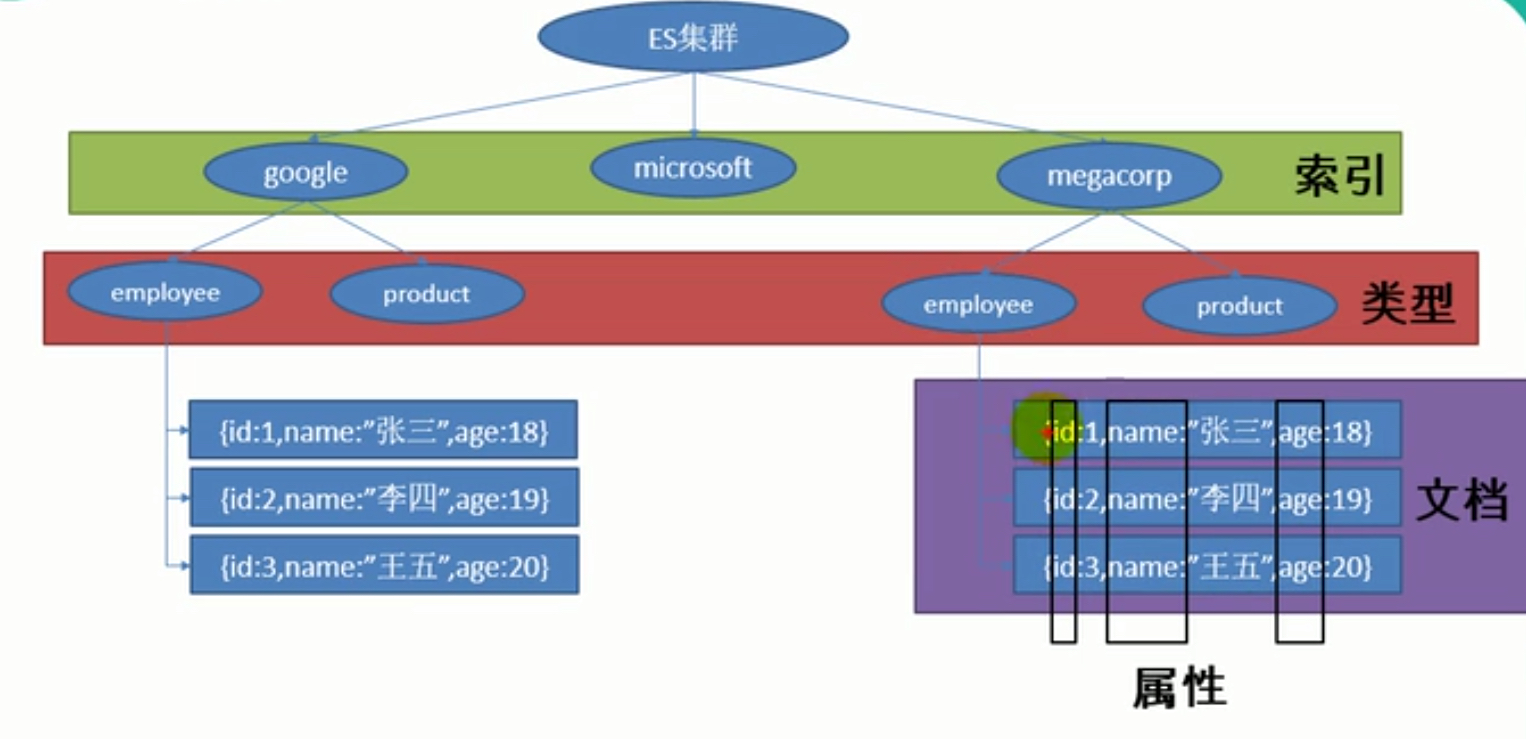 ES集群
google
microsoft
megacorp
索引
employee
product
employee
product
类型
{id:1,name:”张三”,age:18}
{id:2,name:”李四”,age:19}
{id:3,name:”王五”,age:20}
{id:1,name:”张三”,age:18}
{id:2,name:”李四”,age:19}
{id:3,name:”王五”,age:20}
文档
属性